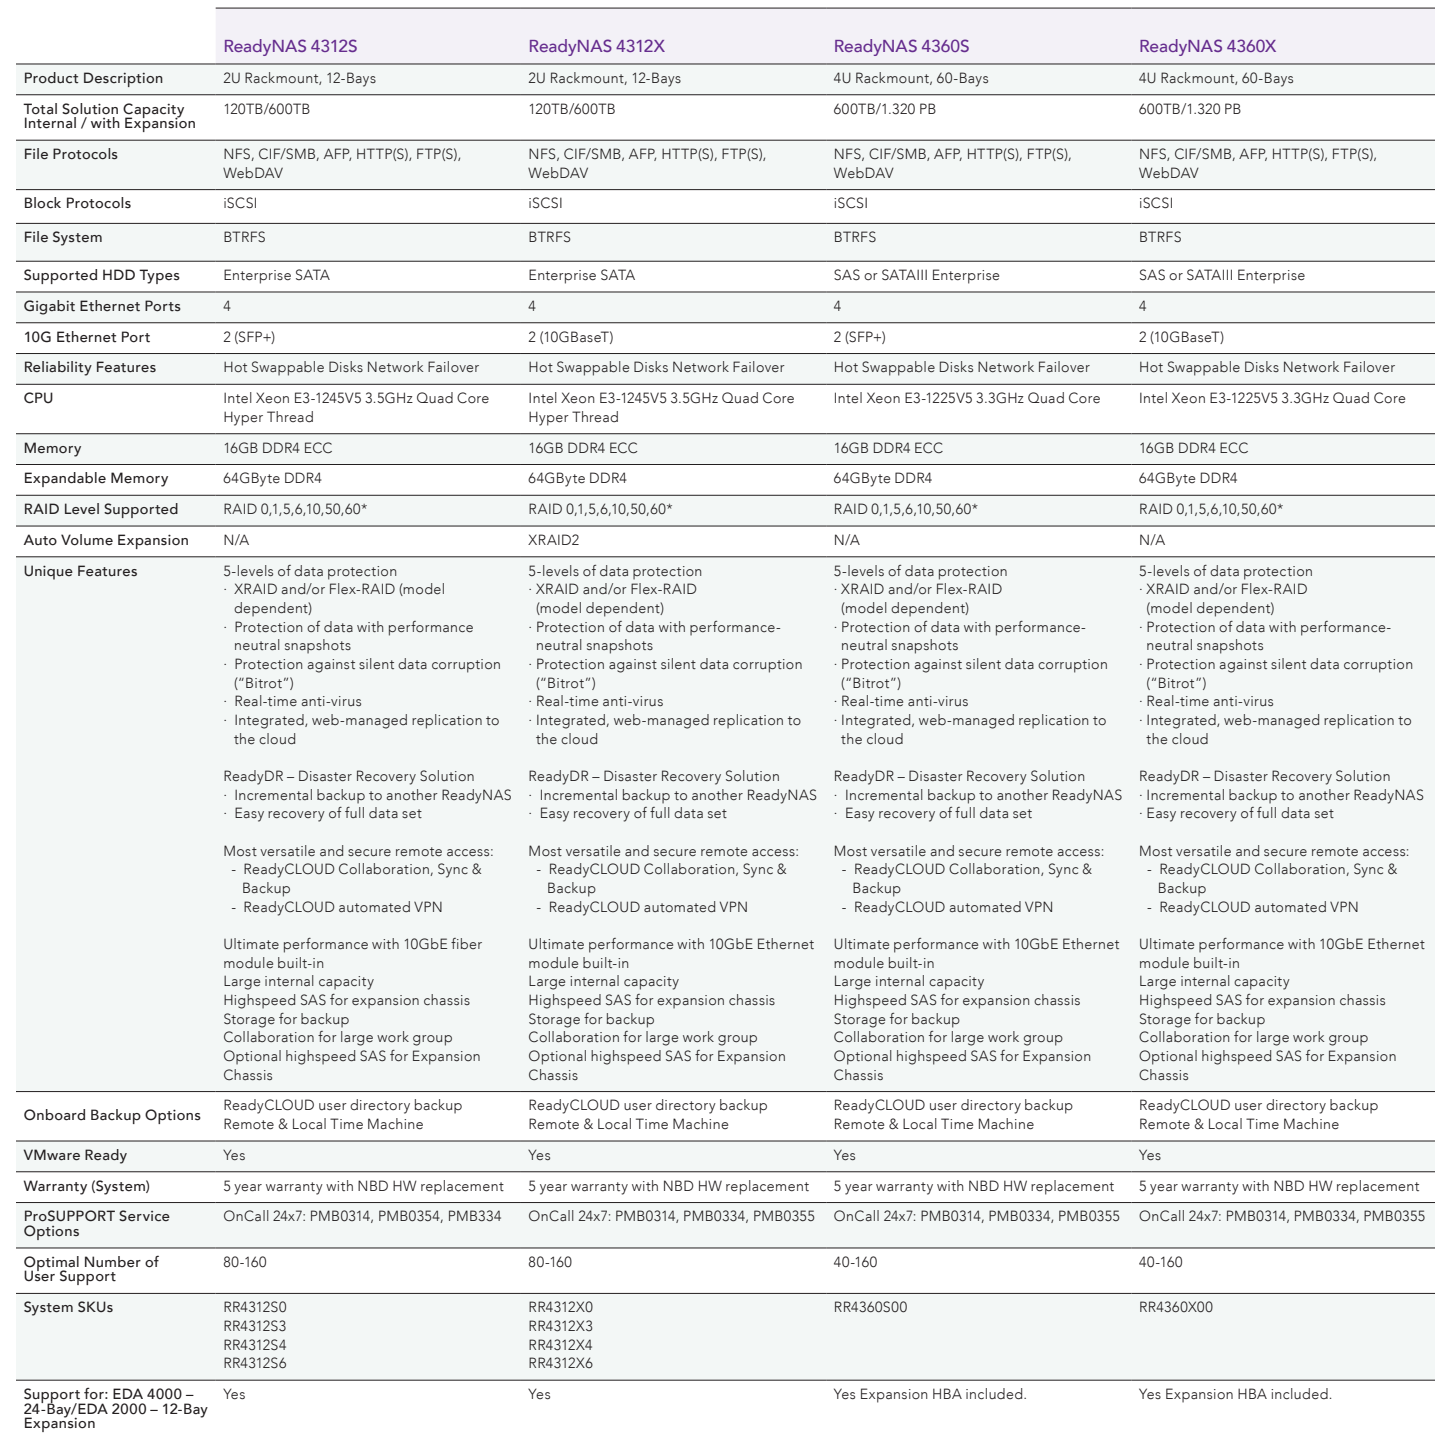 ReadyNAS 4312S ReadyNAS 4312X ReadyNAS 4360S ReadyNAS 4360X
Product Description 2U Rackmount, 12-Bays 2U Rackmount, 12-Bays 4U Rackmount, 60-Bays 4U Rackmount, 60-Bays
Total Solution Capacity 120TB/600TB 120TB/600TB 600TB/1.320 PB 600TB/1.320 PB
Internal / with Expansion
File Protocols NFS, CIF/SMB, AFP, HTTP(S), FTP(S), NFS, CIF/SMB, AFP, HTTP(S), FTP(S), NFS, CIF/SMB, AFP, HTTP(S), FTP(S), NFS, CIF/SMB, AFP, HTTP(S), FTP(S),
WebDAV WebDAV WebDAV WebDAV
Block Protocols iSCSI iSCSI iSCSI iSCSI
File System BTRFS BTRFS BTRFS BTRFS
Supported HDD Types Enterprise SATA Enterprise SATA SAS or SATAIII Enterprise SAS or SATAIII Enterprise
Gigabit Ethernet Ports 4 4 4 4
10G Ethernet Port 2 (SFP+) 2 (10GBaseT) 2 (SFP+) 2 (10GBaseT)
Reliability Features Hot Swappable Disks Network Failover Hot Swappable Disks Network Failover Hot Swappable Disks Network Failover Hot Swappable Disks Network Failover
CPU Intel Xeon E3-1245V5 3.5GHz Quad Core Intel Xeon E3-1245V5 3.5GHz Quad Core Intel Xeon E3-1225V5 3.3GHz Quad Core Intel Xeon E3-1225V5 3.3GHz Quad Core
Hyper Thread Hyper Thread
Memory 16GB DDR4 ECC 16GB DDR4 ECC 16GB DDR4 ECC 16GB DDR4 ECC
Expandable Memory 64GByte DDR4 64GByte DDR4 64GByte DDR4 64GByte DDR4
RAID Level Supported RAID 0,1,5,6,10,50,60* RAID 0,1,5,6,10,50,60* RAID 0,1,5,6,10,50,60* RAID 0,1,5,6,10,50,60*
Auto Volume Expansion N/A XRAID2 N/A N/A
Unique Features 5-levels of data protection 5-levels of data protection 5-levels of data protection 5-levels of data protection
· XRAID and/or Flex-RAID (model · XRAID and/or Flex-RAID · XRAID and/or Flex-RAID · XRAID and/or Flex-RAID
dependent) (model dependent) (model dependent) (model dependent)
· Protection of data with performance · Protection of data with performance- · Protection of data with performance- · Protection of data with performance-
neutral snapshots neutral snapshots neutral snapshots neutral snapshots
· Protection against silent data corruption · Protection against silent data corruption · Protection against silent data corruption · Protection against silent data corruption
(“Bitrot”) (“Bitrot”) (“Bitrot”) (“Bitrot”)
· Real-time anti-virus · Real-time anti-virus · Real-time anti-virus · Real-time anti-virus
· Integrated, web-managed replication to · Integrated, web-managed replication to · Integrated, web-managed replication to · Integrated, web-managed replication to
the cloud the cloud the cloud the cloud
ReadyDR – Disaster Recovery Solution ReadyDR – Disaster Recovery Solution ReadyDR – Disaster Recovery Solution ReadyDR – Disaster Recovery Solution
· Incremental backup to another ReadyNAS · Incremental backup to another ReadyNAS · Incremental backup to another ReadyNAS · Incremental backup to another ReadyNAS
· Easy recovery of full data set · Easy recovery of full data set · Easy recovery of full data set · Easy recovery of full data set
Most versatile and secure remote access: Most versatile and secure remote access: Most versatile and secure remote access: Most versatile and secure remote access:
- ReadyCLOUD Collaboration, Sync & - ReadyCLOUD Collaboration, Sync & - ReadyCLOUD Collaboration, Sync & - ReadyCLOUD Collaboration, Sync &
Backup Backup Backup Backup
- ReadyCLOUD automated VPN - ReadyCLOUD automated VPN - ReadyCLOUD automated VPN - ReadyCLOUD automated VPN
Ultimate performance with 10GbE fiber Ultimate performance with 10GbE Ethernet Ultimate performance with 10GbE Ethernet Ultimate performance with 10GbE Ethernet
module built-in module built-in module built-in module built-in
Large internal capacity Large internal capacity Large internal capacity Large internal capacity
Highspeed SAS for expansion chassis Highspeed SAS for expansion chassis Highspeed SAS for expansion chassis Highspeed SAS for expansion chassis
Storage for backup Storage for backup Storage for backup Storage for backup
Collaboration for large work group Collaboration for large work group Collaboration for large work group Collaboration for large work group
Optional highspeed SAS for Expansion Optional highspeed SAS for Expansion Optional highspeed SAS for Expansion Optional highspeed SAS for Expansion
Chassis Chassis Chassis Chassis
Onboard Backup Options ReadyCLOUD user directory backup ReadyCLOUD user directory backup ReadyCLOUD user directory backup ReadyCLOUD user directory backup
Remote & Local Time Machine Remote & Local Time Machine Remote & Local Time Machine Remote & Local Time Machine
VMware Ready Yes Yes Yes Yes
Warranty (System) 5 year warranty with NBD HW replacement 5 year warranty with NBD HW replacement 5 year warranty with NBD HW replacement 5 year warranty with NBD HW replacement
ProSUPPORT Service OnCall 24x7: PMB0314, PMB0354, PMB334 OnCall 24x7: PMB0314, PMB0334, PMB0355 OnCall 24x7: PMB0314, PMB0334, PMB0355 OnCall 24x7: PMB0314, PMB0334, PMB0355
Options
Optimal Number of 80-160 80-160 40-160 40-160
User Support
System SKUs RR4312S0 RR4312X0 RR4360S00 RR4360X00
RR4312S3 RR4312X3
RR4312S4 RR4312X4
RR4312S6 RR4312X6
Support for: EDA 4000 – Yes Yes Yes Expansion HBA included. Yes Expansion HBA included.
24-Bay/EDA 2000 – 12-Bay
Expansion